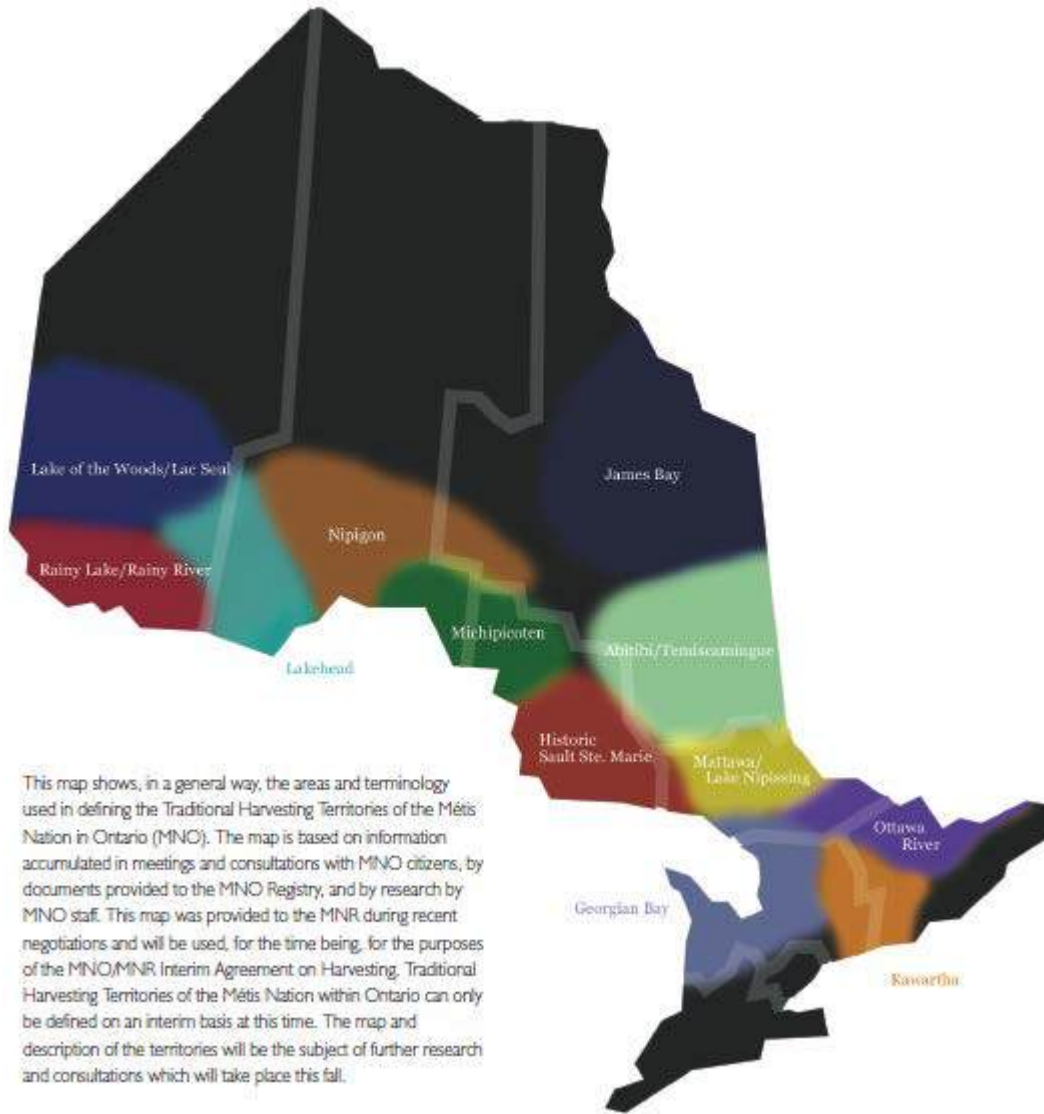 Lake of the Woods/Lac Seul
James Bay
Nipigon
Rainy Lake/Rainy River
Michipicoten
Abitibi/Temiscamingue
Lakehead
Historic
Sault Ste. Marie
Mattawa/
Lake Nipissing
Ottawa
River
Georgian Bay
Kawartha
This map shows, in a general way, the areas and terminology
used in defining the Traditional Harvesting Territories of the Métis
Nation in Ontario (MNO). The map is based on information
accumulated in meetings and consultations with MNO citizens, by
documents provided to the MNO Registry, and by research by
MNO staff. This map was provided to the MNR during recent
negotiations and will be used, for the time being, for the purposes
of the MNO/MNR Interim Agreement on Harvesting. Traditional
Harvesting Territories of the Métis Nation within Ontario can only
be defined on an interim basis at this time. The map and
description of the territories will be the subject of further research
and consultations which will take place this fall.